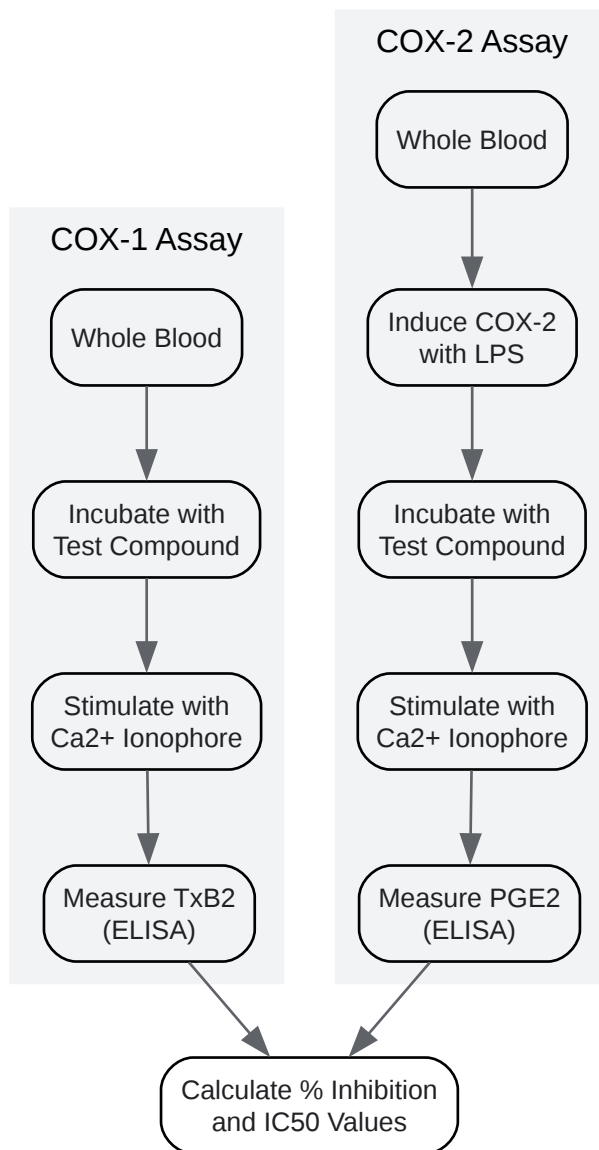 COX-1 Assay
Whole Blood
Incubate with
Test Compound
Stimulate with
Ca2+ Ionophore
Measure TxB2
(ELISA)
COX-2 Assay
Whole Blood
Induce COX-2
with LPS
Incubate with
Test Compound
Stimulate with
Ca2+ Ionophore
Measure PGE2
(ELISA)
Calculate % Inhibition
and IC50 Values